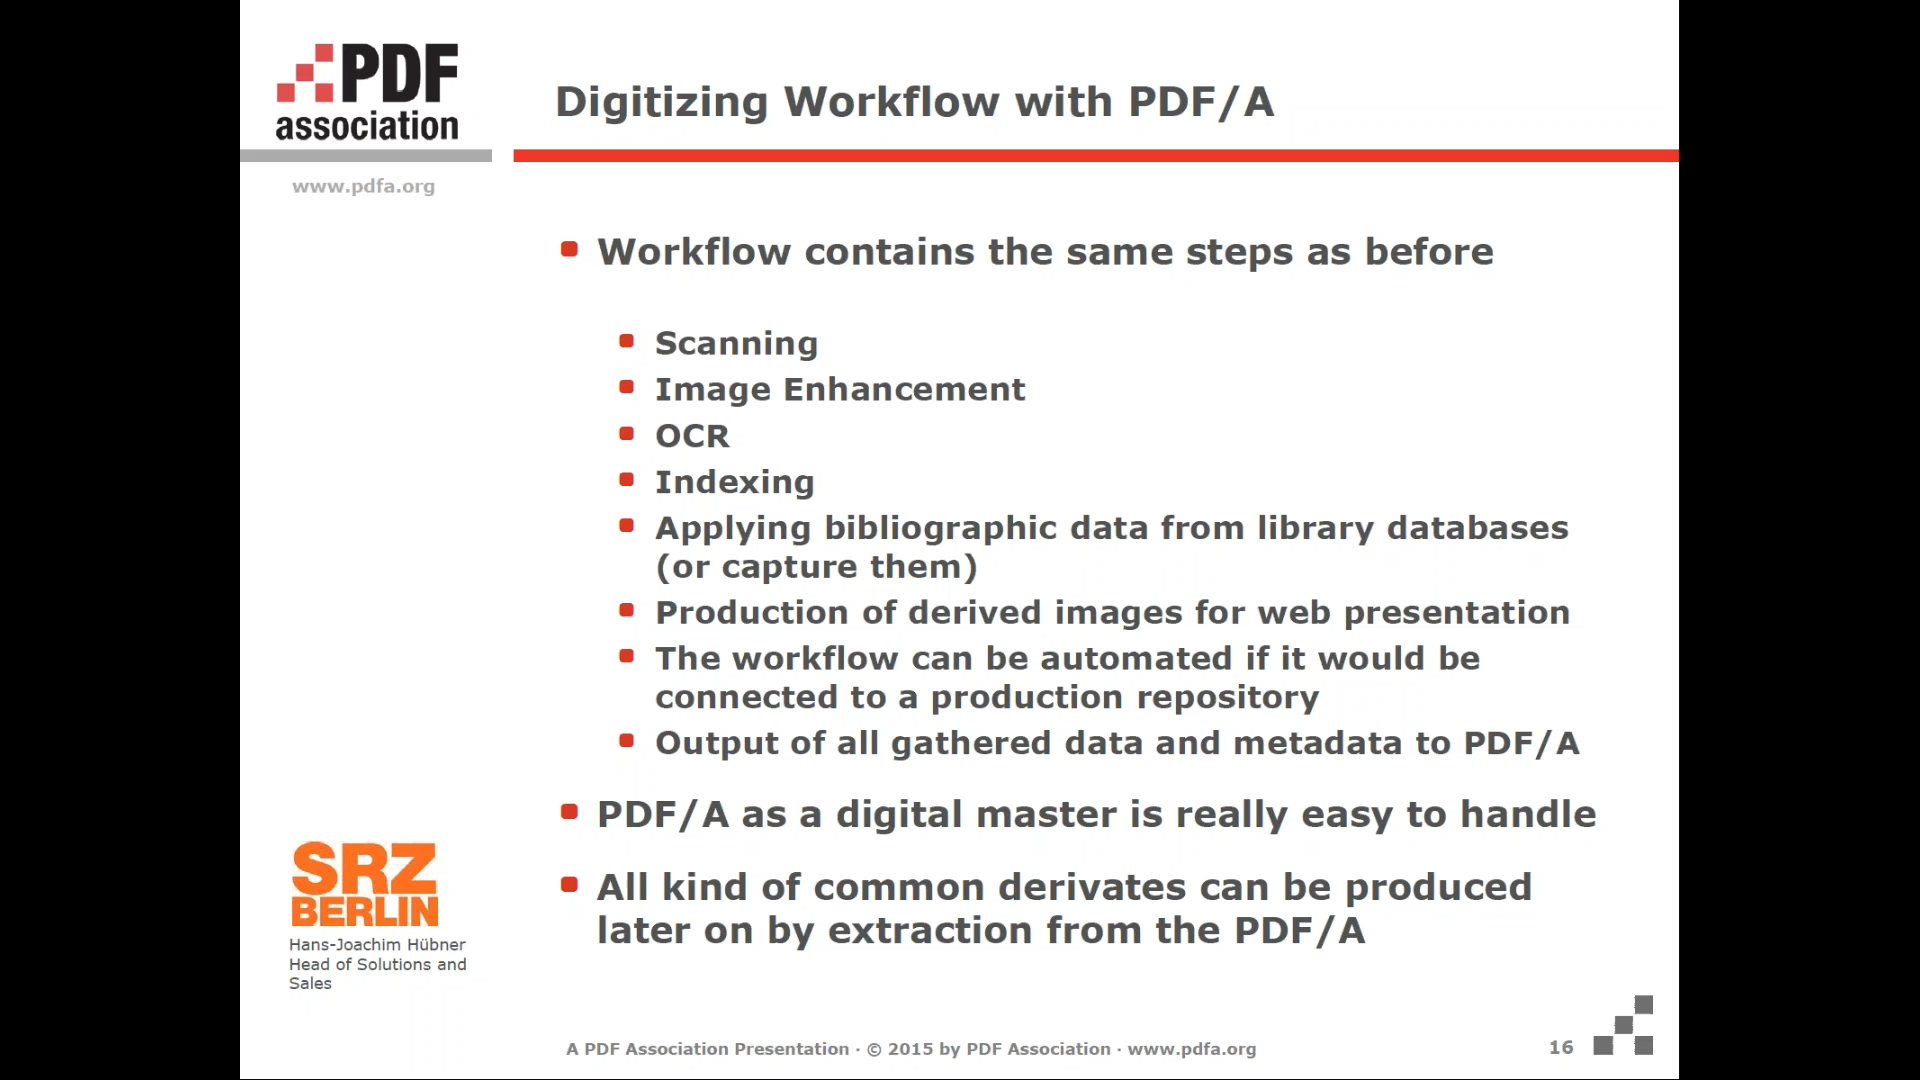 PDF
association
www.pdfa.org
Digitizing Workflow with PDF/A
Workflow contains the same steps as before
Scanning
Image Enhancement
OCR
Indexing
Applying bibliographic data from library databases
(or capture them)
Production of derived images for web presentation
The workflow can be automated if it would be
connected to a production repository
Output of all gathered data and metadata to PDF/A
PDF/A as a digital master is really easy to handle
All kind of common derivates can be produced
later on by extraction from the PDF/A
SRZ
BERLIN
Hans-Joachim Hübner
Head of Solutions and
Sales
A PDF Association Presentation · © 2015 by PDF Association · www.pdfa.org
16